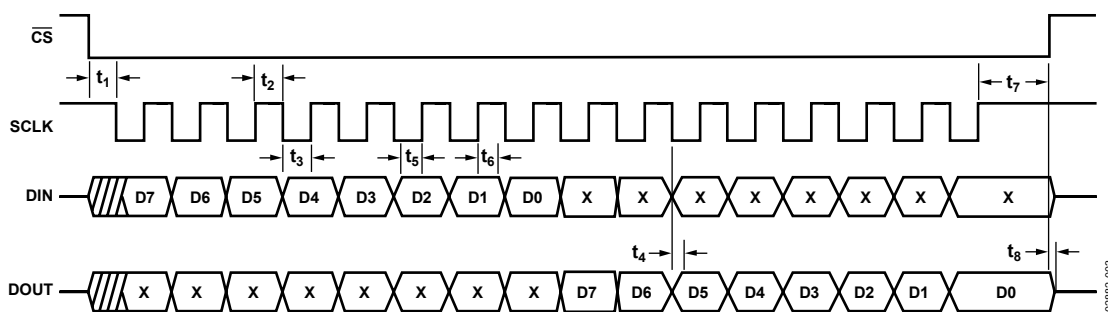 CS
t1
t2
t7
SCLK
t3
t5
t6
DIN
D7 D6 D5 D4 D3 D2 D1 D0 X X X X X X X X
t4
t8
DOUT
X X X X X X X X D7 D6 D5 D4 D3 D2 D1 D0